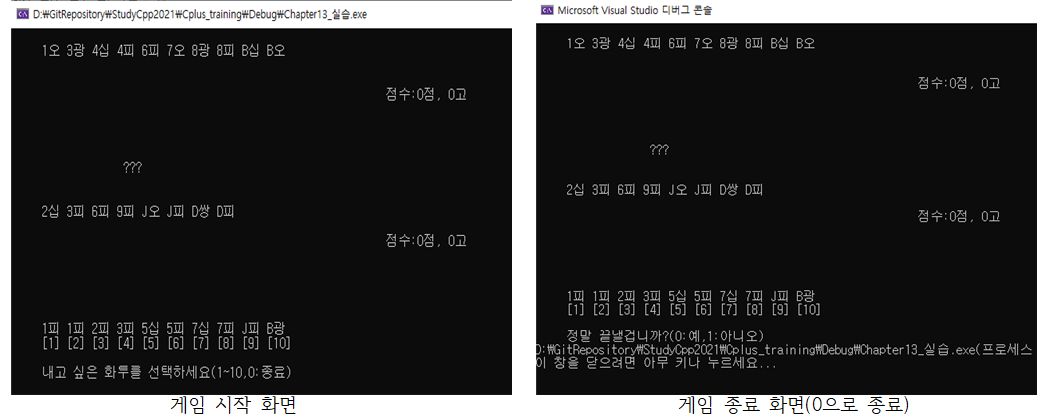 D:\GitRepository\StudyCpp2021\Cplus_training\Debug\Chapter13_실습.exe
1오 3광 4십 4피 6피 7오 8광 8피 B십 B오
점수:0점, 0고
???
2십 3피 6피 9피 J오 J피 D쌍 D피
점수:0점, 0고
1피 1피 2피 3피 5십 5피 7십 7피 J피 B광
[1] [2] [3] [4] [5] [6] [7] [8] [9] [10]
내고 싶은 화투를 선택하세요(1~10,0:종료)
게임 시작 화면
Microsoft Visual Studio 디버그 콘솔
1오 3광 4십 4피 6피 7오 8광 8피 B십 B오
점수:0점, 0고
???
2십 3피 6피 9피 J오 J피 D쌍 D피
점수:0점, 0고
1피 1피 2피 3피 5십 5피 7십 7피 J피 B광
[1] [2] [3] [4] [5] [6] [7] [8] [9] [10]
정말 끝낼겁니까?(0:예,1:아니오)
D:\GitRepository\StudyCpp2021\Cplus_training\Debug\Chapter13_실습.exe(프로세스
이 창을 닫으려면 아무 키나 누르세요...
게임 종료 화면(0으로 종료)